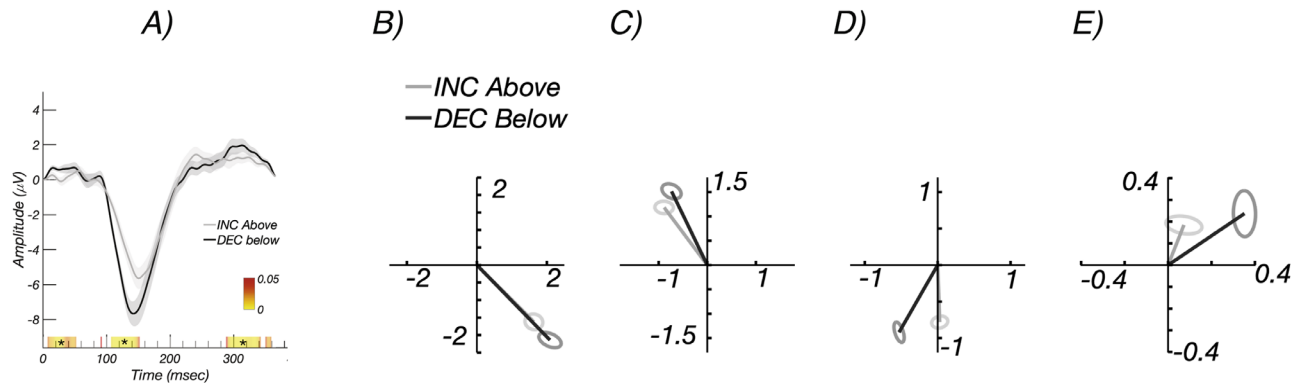 A)
B)
C)
D)
E)
INC Above
DEC Below
4
2
0
-2
-4
-6
-8
Amplitude (µV)
INC Above
DEC below
0.05
0
*
*
*
0
100
200
300
Time (msec)
2
-2
2
-2
1.5
-1
1
-1.5
1
-1
1
-1
0.4
-0.4
0.4
-0.4